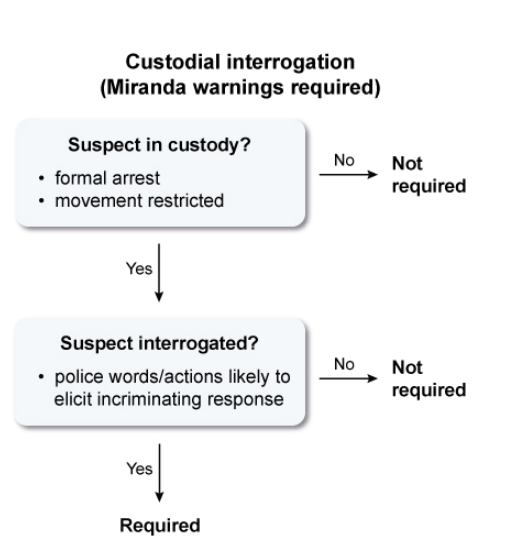 Custodial interrogation
(Miranda warnings required)
Suspect in custody?
• formal arrest
• movement restricted
No
Not
required
Yes
Suspect interrogated?
• police words/actions likely to
elicit incriminating response
No
Not
required
Yes
Required